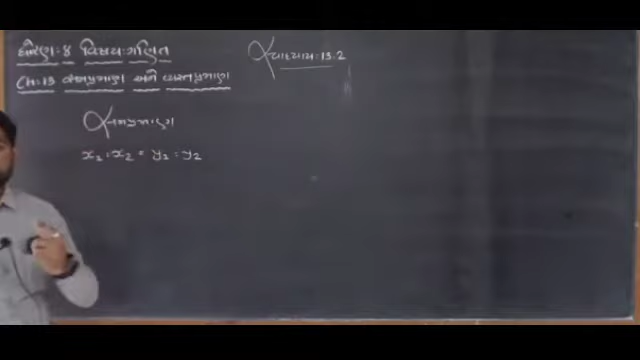 ધોરણ:8 વિષય:ગણિત
સ્વાધ્યાય:13.2
CH:13 સમપ્રમાણ અને વ્યસ્તપ્રમાણ
સમપ્રમાણ
x₁:x₂ = y₁:y₂